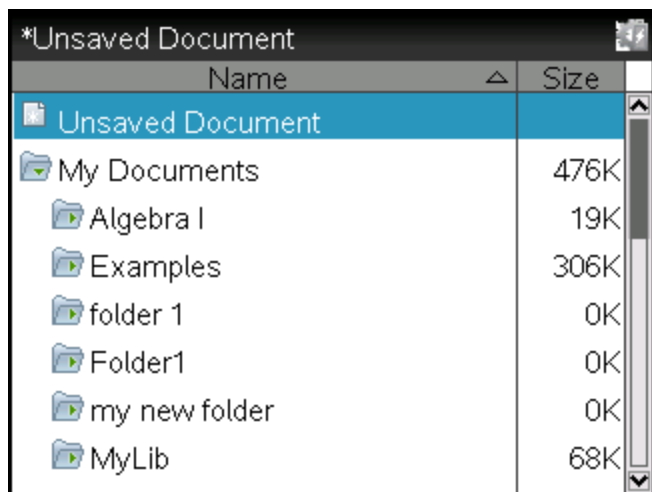 *Unsaved Document
Name Size
Unsaved Document
My Documents 476K
Algebra I 19K
Examples 306K
folder 1 0K
Folder1 0K
my new folder 0K
MyLib 68K